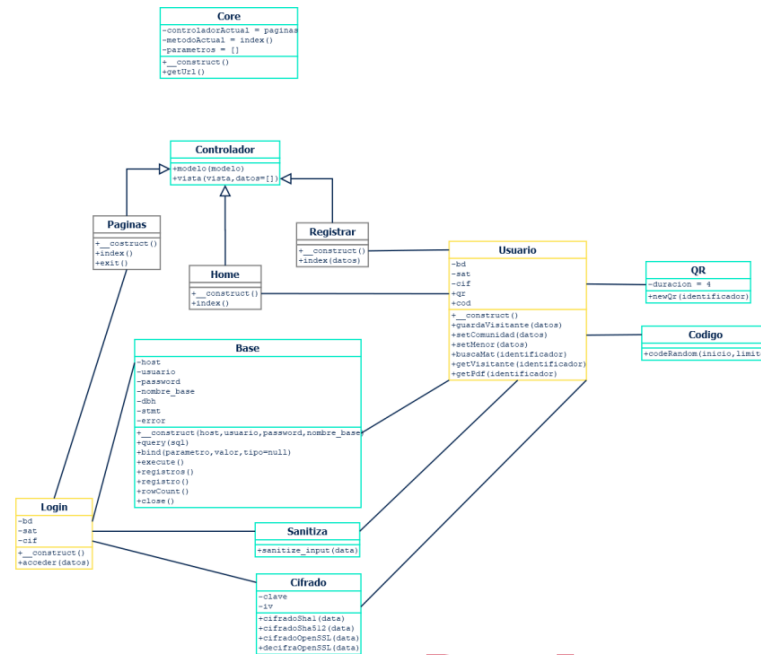 Core
-controladorActual = paginas
-metodoActual = index()
-parametros = []
+__construct()
+getUrl()
Controlador
+modelo(modelo)
+vista(vista,datos=[])
Paginas
+__costruct()
+index()
+exit()
Home
+__construct()
+index()
Registrar
+__construct()
+index(datos)
Usuario
-bd
-sat
-cif
+qr
+cod
+__construct()
+guardaVisitante(datos)
+setComunidad(datos)
+setMenor(datos)
+buscaMat(identificador)
+getVisitante(identificador)
+getPdf(identificador)
QR
-duracion = 4
+newQr(identificador)
Codigo
+codeRandom(inicio,limit
Base
-host
-usuario
-password
-nombre_base
-dbh
-stmt
-error
+__construct(host,usuario,password,nombre_base)
+query(sql)
+bind(parametro,valor,tipo=null)
+execute()
+registros()
+registro()
+rowCount()
+close()
Login
-bd
-sat
-cif
+__construct()
+acceder(datos)
Sanitiza
+sanitize_input(data)
Cifrado
-clave
-iv
+cifradoSha1(data)
+cifradoSha512(data)
+cifradoOpenSSL(data)
+decifraOpenSSL(data)